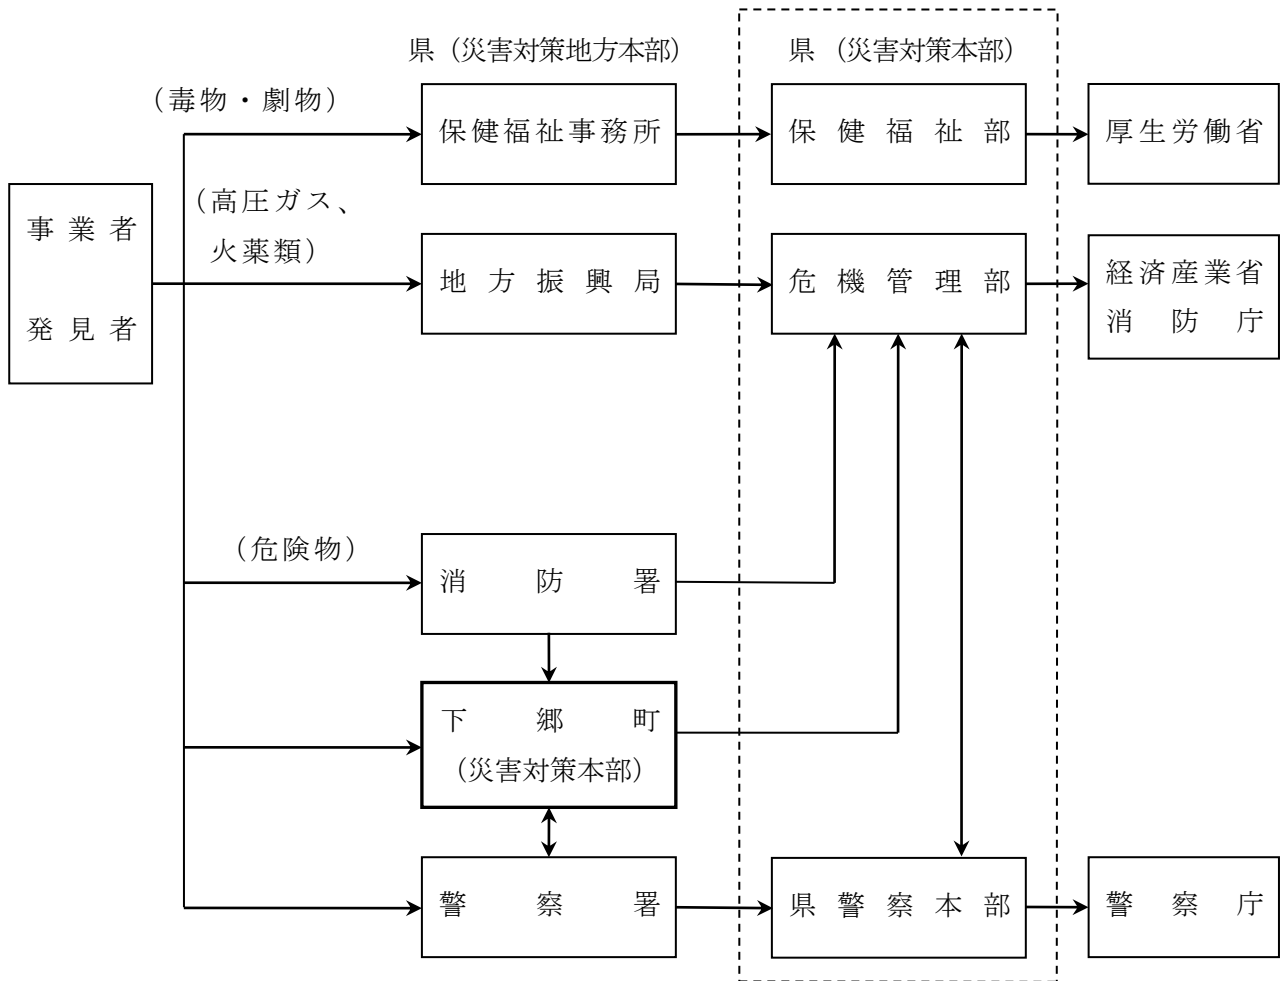 県（災害対策地方本部）
県（災害対策本部）
（毒物・劇物）
保健福祉事務所
保健福祉部
厚生労働省
事業者
発見者
（高圧ガス、
火薬類）
地方振興局
危機管理部
経済産業省
消防庁
（危険物）
消防署
下郷町
（災害対策本部）
警察署
県警察本部
警察庁